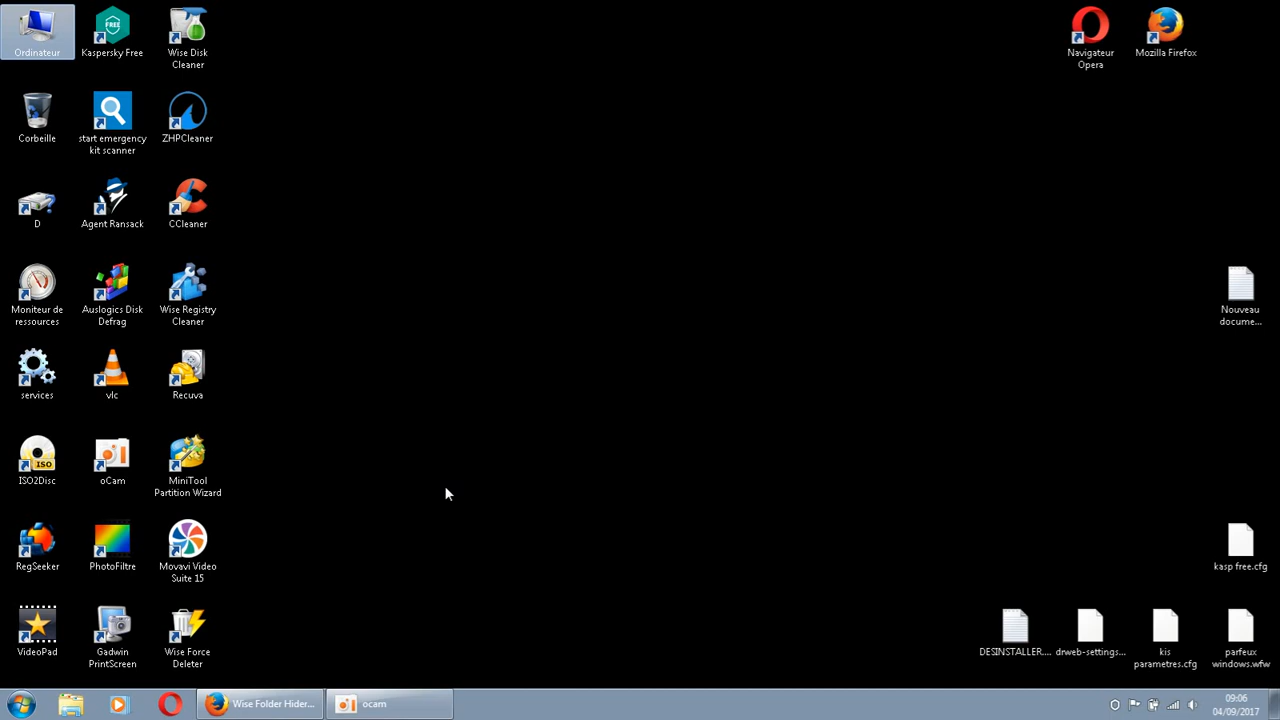 Ordinateur
Kaspersky Free
FREE
Wise Disk
Cleaner
Navigateur
Opera
Mozilla Firefox
Corbeille
start emergency
kit scanner
ZHPCleaner
D
Agent Ransack
CCleaner
Moniteur de
ressources
Auslogics Disk
Defrag
Wise Registry
Cleaner
Nouveau
docume...
services
vlc
Recuva
ISO
ISO2Disc
oCam
MiniTool
Partition Wizard
RegSeeker
PhotoFiltre
Movavi Video
Suite 15
kasp free.cfg
VideoPad
Gadwin
PrintScreen
Wise Force
Deleter
DESINSTALLER....
drweb-settings...
kis
parametres.cfg
parfeux
windows.wfw
Wise Folder Hider...
ocam
09:06
04/09/2017